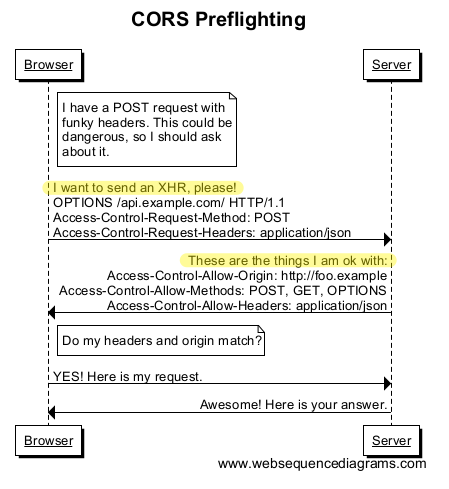 CORS Preflighting
Browser
Server
I have a POST request with
funky headers. This could be
dangerous, so I should ask
about it.
I want to send an XHR, please!
OPTIONS /api.example.com/ HTTP/1.1
Access-Control-Request-Method: POST
Access-Control-Request-Headers: application/json
These are the things I am ok with:
Access-Control-Allow-Origin: http://foo.example
Access-Control-Allow-Methods: POST, GET, OPTIONS
Access-Control-Allow-Headers: application/json
Do my headers and origin match?
YES! Here is my request.
Awesome! Here is your answer.
Browser
Server
www.websequencediagrams.com